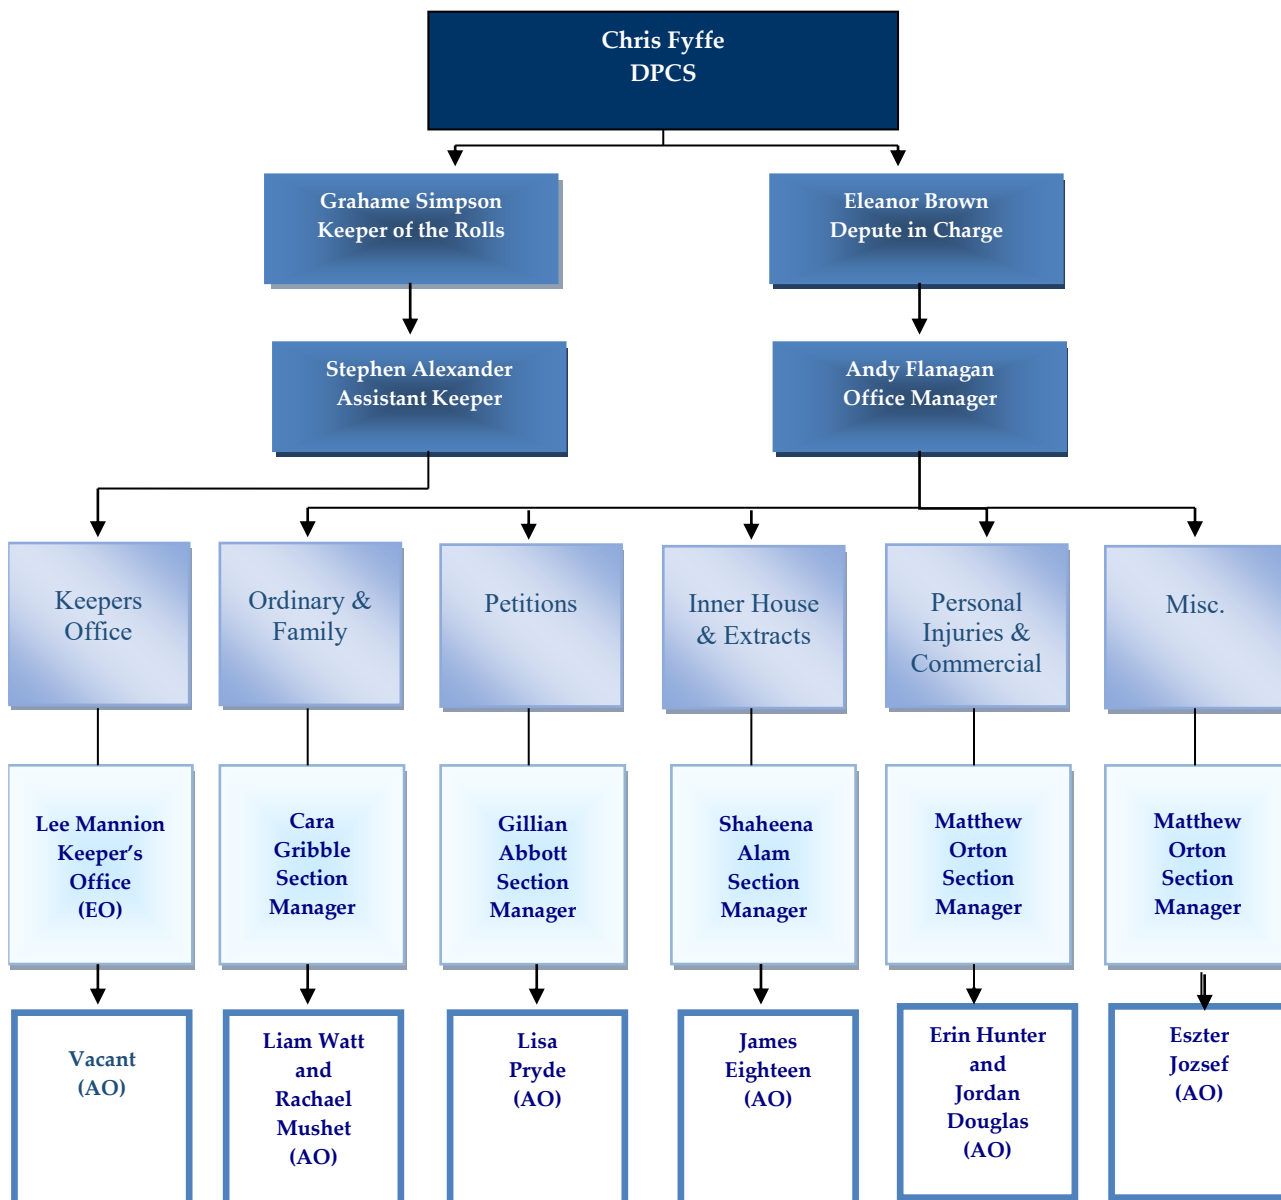 Chris Fyffe
DPCS
Grahame Simpson
Keeper of the Rolls
Eleanor Brown
Depute in Charge
Stephen Alexander
Assistant Keeper
Andy Flanagan
Office Manager
Keepers
Office
Ordinary &
Family
Petitions
Inner House
& Extracts
Personal
Injuries &
Commercial
Misc.
Lee Mannion
Keeper’s
Office
(EO)
Cara
Gribble
Section
Manager
Gillian
Abbott
Section
Manager
Shaheena
Alam
Section
Manager
Matthew
Orton
Section
Manager
Matthew
Orton
Section
Manager
Vacant
(AO)
Liam Watt
and
Rachael
Mushet
(AO)
Lisa
Pryde
(AO)
James
Eighteen
(AO)
Erin Hunter
and
Jordan
Douglas
(AO)
Eszter
Jozsef
(AO)